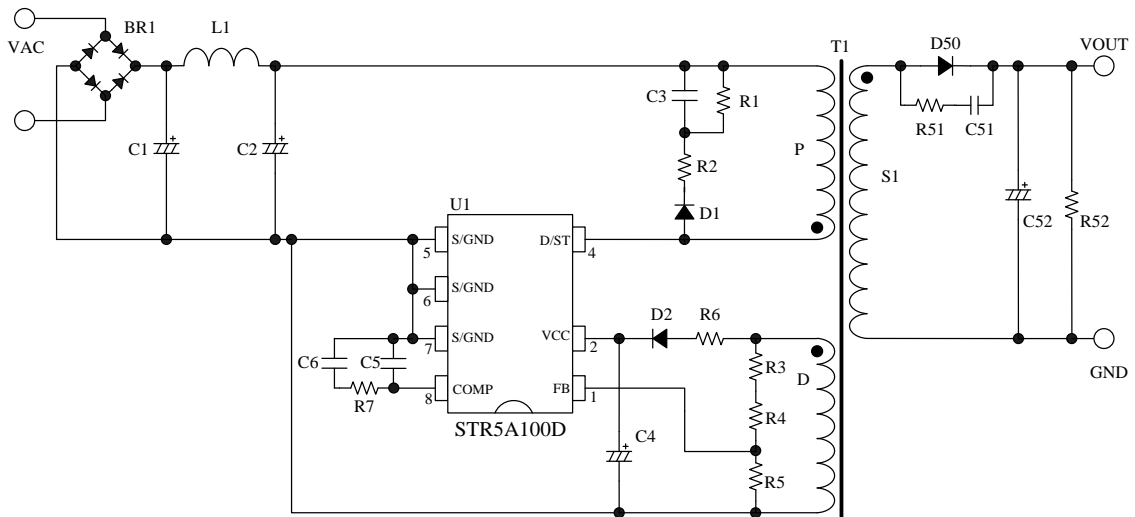 BR1
L1
T1
D50
VOUT
VAC
C3
R1
R51
C51
C1
C2
P
R2
S1
U1
D1
C52
R52
S/GND
D/ST
5
4
S/GND
6
D2
R6
S/GND
VCC
7
2
GND
C6
C5
R3
D
COMP
FB
R7
8
1
R4
STR5A100D
C4
R5